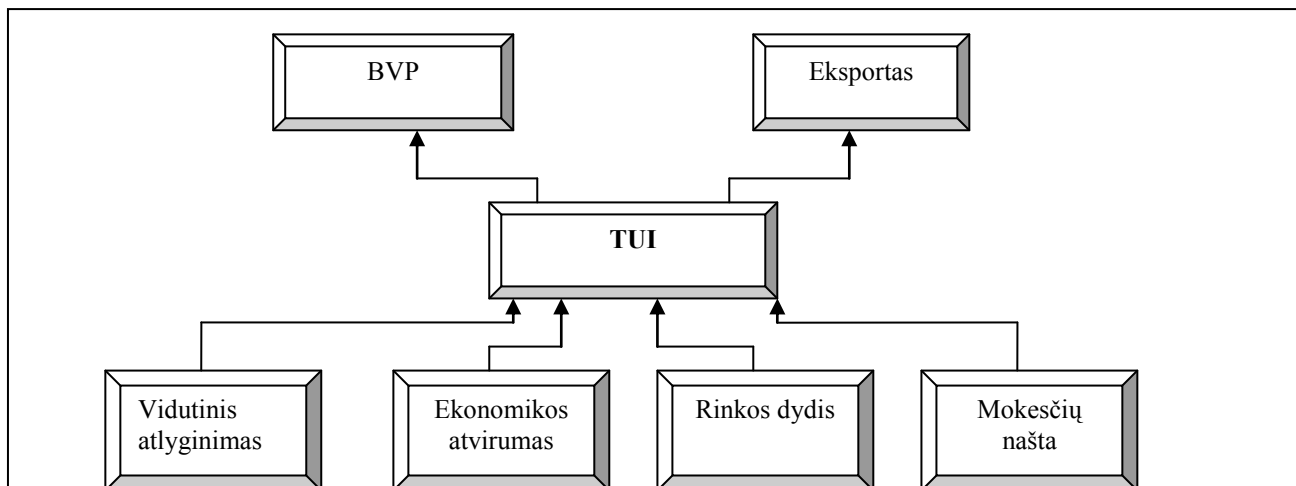 BVP
Eksportas
TUI
Vidutinis
atlyginimas
Ekonomikos
atvirumas
Rinkos dydis
Mokesčių
našta